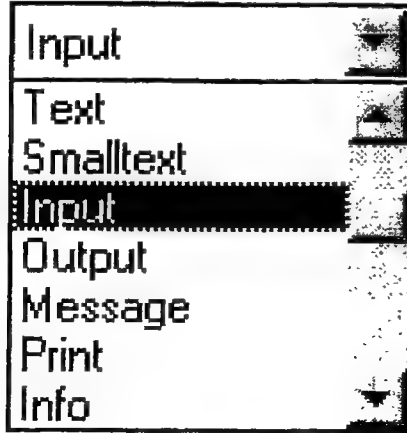 Input
Text
Smalltext
Input
Output
Message
Print
Info